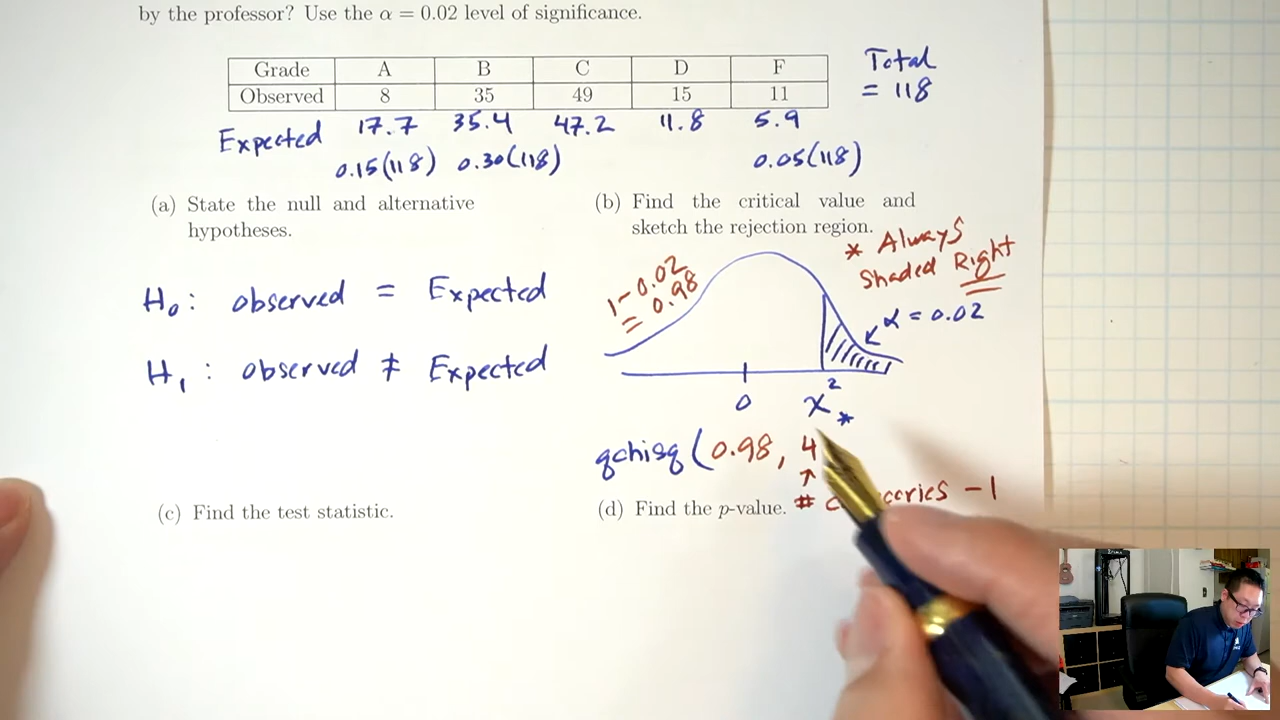 by the professor? Use the α = 0.02 level of significance.
Grade A B C D F
Observed 8 35 49 15 11
Total
= 118
Expected 17.7 35.4 47.2 11.8 5.9
0.15(118) 0.30(118) 0.05(118)
(a) State the null and alternative
hypotheses.
H₀: observed = Expected
H₁: observed ≠ Expected
(b) Find the critical value and
sketch the rejection region.
* Always
Shaded Right
1-0.02
= 0.98
α = 0.02
0 x²*
qchisq(0.98, 4
↑
# -1
(c) Find the test statistic.
(d) Find the p-value.